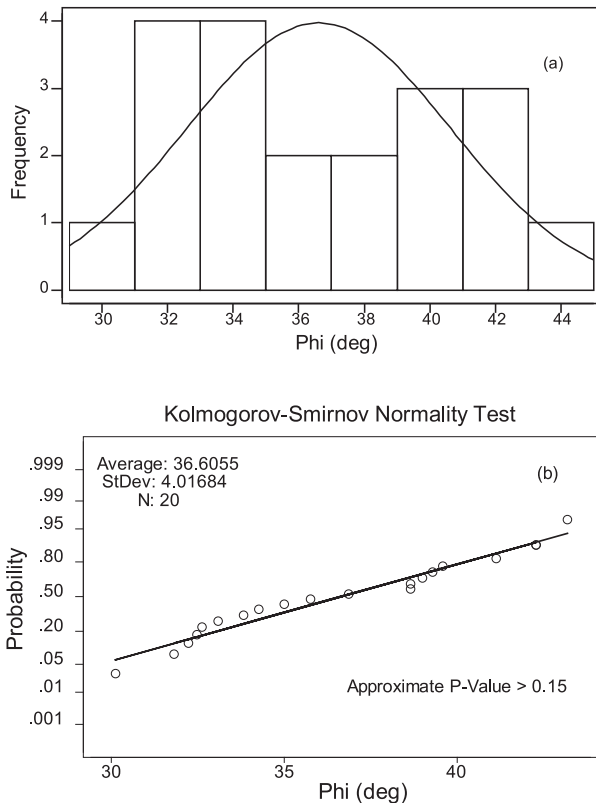 4
3
2
1
0
Frequency
(a)
30 32 34 36 38 40 42 44
Phi (deg)
Kolmogorov-Smirnov Normality Test
Average: 36.6055
StDev: 4.01684
N: 20
(b)
.999
.99
.95
.80
.50
.20
.05
.01
.001
Probability
Approximate P-Value > 0.15
30 35 40
Phi (deg)